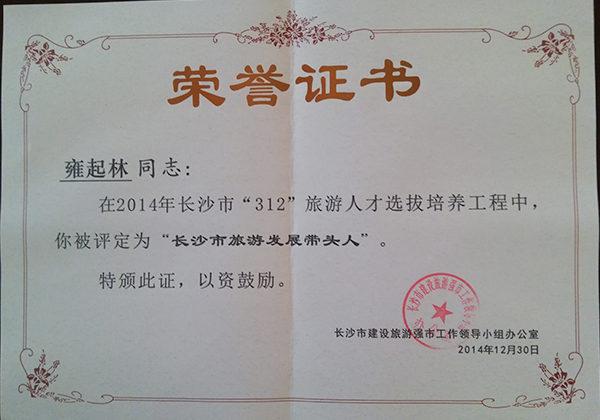 荣誉证书
雍起林 同志:
在2014年长沙市“312”旅游人才选拔培养工程中，
你被评定为“长沙市旅游发展带头人”。
特颁此证，以资鼓励。
长沙市建设旅游强市工作领导小组办公室
2014年12月30日